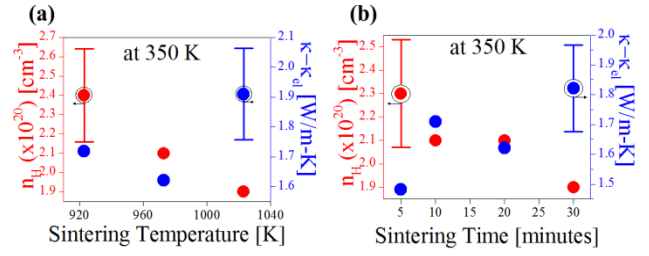 (a)
at 350 K
n_H (x10^20) [cm^-3]
2.7
2.6
2.5
2.4
2.3
2.2
2.1
2.0
1.9
2.1
2.0
1.9
1.8
1.7
1.6
κ−κ_el [W/m-K]
920 960 1000 1040
Sintering Temperature [K]
(b)
at 350 K
n_H (x10^20) [cm^-3]
2.5
2.4
2.3
2.2
2.1
2.0
1.9
2.0
1.9
1.8
1.7
1.6
1.5
κ−κ_el [W/m-K]
5 10 15 20 25 30
Sintering Time [minutes]